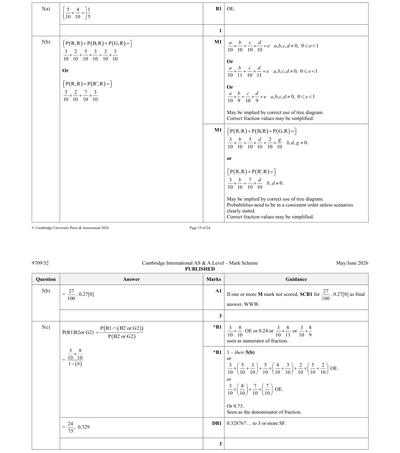 5(a)
[5/10 × 4/10 =] 1/5
B1
OE.
1
5(b)
[P(R,R) + P(B,R) + P(G,R) =]
3/10 × 2/10 + 5/10 × 3/10 + 2/10 × 3/10
Or
[P(R,R) + P(R′,R) =]
3/10 × 2/10 + 7/10 × 3/10
M1
a/10 × b/10 + c/10 × d/10 + e a,b,c,d ≠ 0, 0 ⩽ e < 1
Or
a/10 × b/11 + c/10 × d/11 + e a,b,c,d ≠ 0, 0 ⩽ e < 1
Or
a/10 × b/9 + c/10 × d/9 + e a,b,c,d ≠ 0, 0 ⩽ e < 1
May be implied by correct use of tree diagram.
Correct fraction values may be simplified.
M1
[P(R,R) + P(B,R) + P(G,R) =]
or
[P(R,R) + P(R′,R) =]
3/10 × b/10 + 7/10 × d/10 b, d ≠ 0.
May be implied by correct use of tree diagram.
Probabilities need to be in a consistent order unless scenarios
clearly stated.
Correct fraction values may be simplified.
© Cambridge University Press & Assessment 2026
Page 19 of 24
9709/52
Cambridge International AS & A Level – Mark Scheme
PUBLISHED
May/June 2026
Question
Answer
Marks
Guidance
5(b)
= 27/100, 0.27[0]
A1
If one or more M mark not scored, SCB1 for 27/100, 0.27[0] as final
answer, WWW.
3
5(c)
P(R1|B2 or G2) = P(R1 ∩ (B2 or G2)) / P(B2 or G2)
= (3/10 × 8/10) / (1 – (b))
*B1
3/10 × 8/10 OE or 0.24 or 3/10 × 8/11 or 3/10 × 8/9
seen as numerator of fraction.
*B1
1 – their 5(b)
or
3/10 × (5/10 + 3/10) + 5/10 × (4/10 + 3/10) + 2/10 × (5/10 + 2/10) OE.
or
3/10 × (8/10) + 7/10 × (7/10) OE.
Or 0.73.
Seen as the denominator of fraction.
= 24/73, 0.329
DB1
0.328767… to 3 or more SF.
3